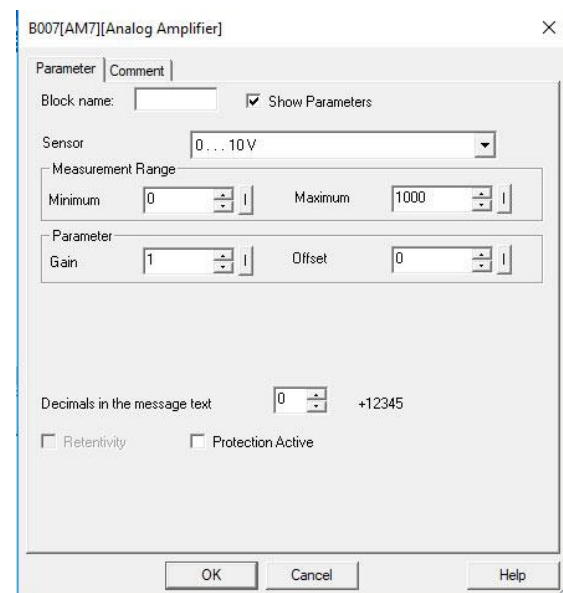 B007[AM7][Analog Amplifier]
Parameter Comment
Block name: Show Parameters
Sensor 0 . . . 10 V
Measurement Range
Minimum 0 I Maximum 1000 I
Parameter
Gain 1 I Offset 0 I
Decimals in the message text 0 +12345
Retentivity Protection Active
OK Cancel Help